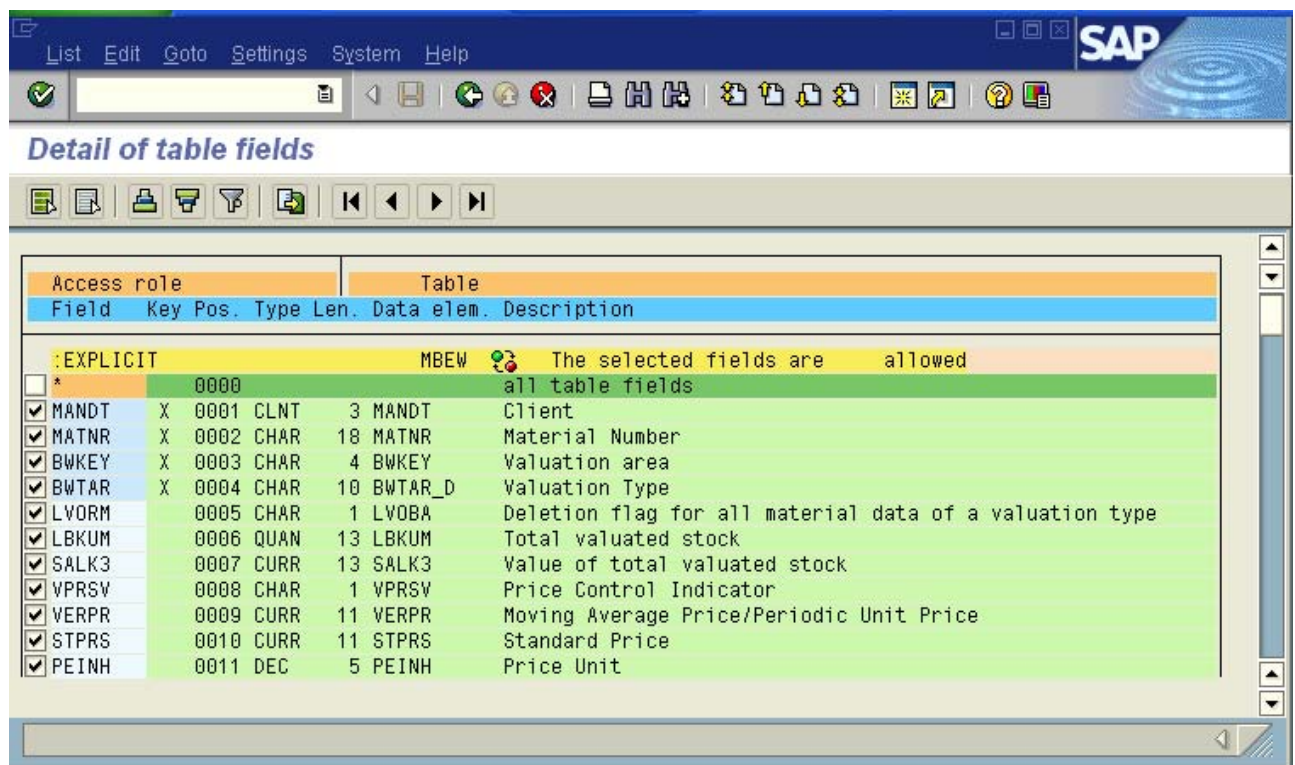 List Edit Goto Settings System Help
SAP
Detail of table fields
Access role Table
Field Key Pos. Type Len. Data elem. Description
:EXPLICIT MBEW The selected fields are allowed
* 0000 all table fields
MANDT X 0001 CLNT 3 MANDT Client
MATNR X 0002 CHAR 18 MATNR Material Number
BWKEY X 0003 CHAR 4 BWKEY Valuation area
BWTAR X 0004 CHAR 10 BWTAR_D Valuation Type
LVORM 0005 CHAR 1 LVOBA Deletion flag for all material data of a valuation type
LBKUM 0006 QUAN 13 LBKUM Total valuated stock
SALK3 0007 CURR 13 SALK3 Value of total valuated stock
VPRSV 0008 CHAR 1 VPRSV Price Control Indicator
VERPR 0009 CURR 11 VERPR Moving Average Price/Periodic Unit Price
STPRS 0010 CURR 11 STPRS Standard Price
PEINH 0011 DEC 5 PEINH Price Unit